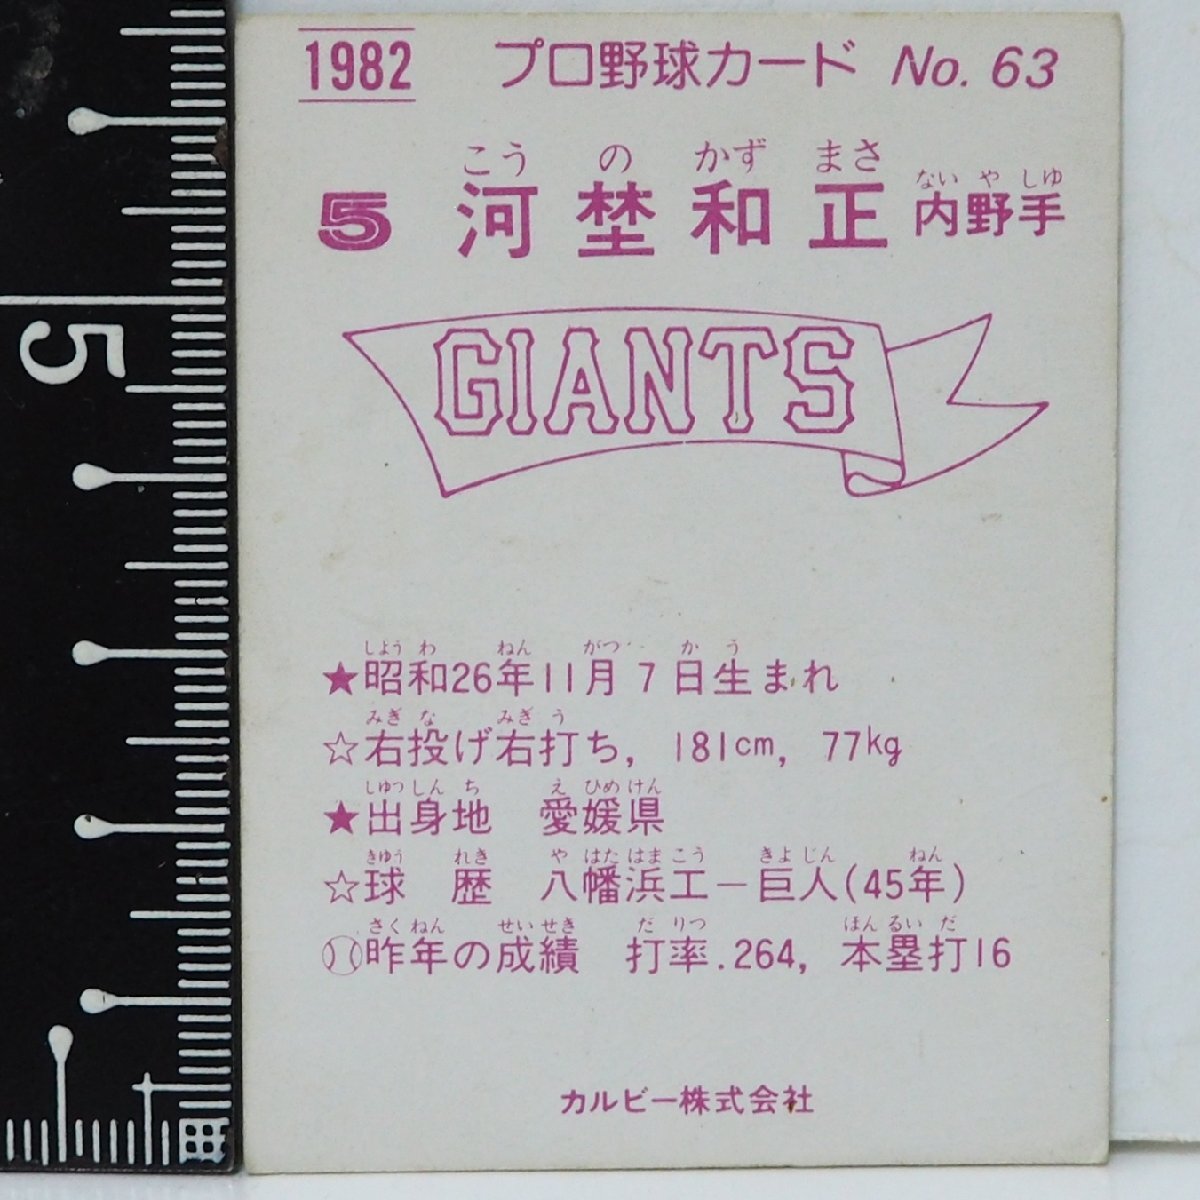 1982 プロ野球カード No. 63
こう の かず まさ ない や しゆ
5 河埜和正 内野手
GIANTS
しよう わ ねん がつ か う
★昭和26年11月7日生まれ
みぎ な みぎ う
☆右投げ右打ち, 181cm, 77kg
しゆつ しん ち え ひめ けん
★出身地 愛媛県
きゆう れき や はた はま こう きよ じん ねん
☆球 歴 八幡浜工−巨人(45年)
さく ねん せい せき だ りつ ほん るい だ
昨年の成績 打率.264, 本塁打16
カルビー株式会社
5